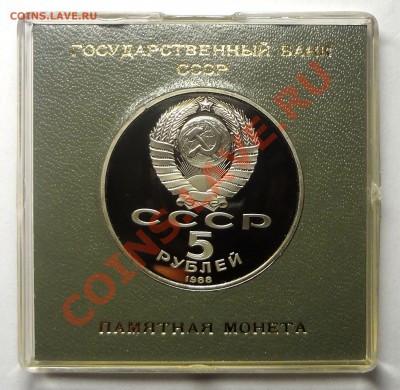 COINS.LAVE.RU
ГОСУДАРСТВЕННЫЙ БАНК
СССР
СССР
5
РУБЛЕЙ
1988
ПАМЯТНАЯ МОНЕТА
COINS.LAVE.RU